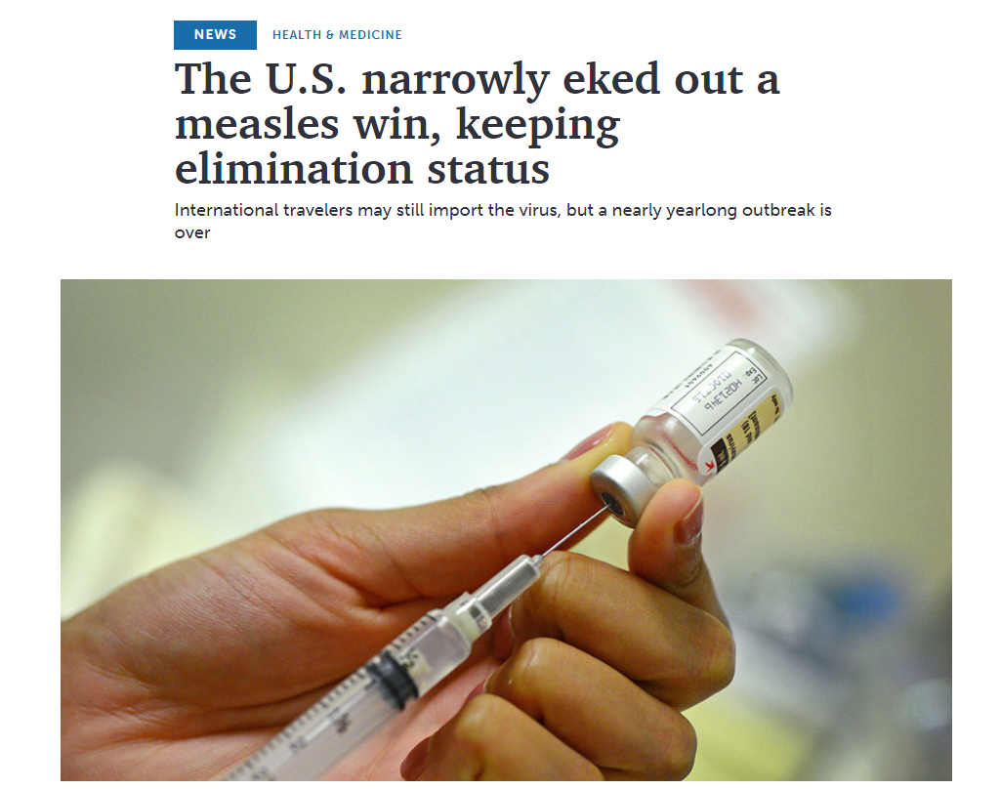 NEWS HEALTH & MEDICINE
The U.S. narrowly eked out a
measles win, keeping
elimination status
International travelers may still import the virus, but a nearly yearlong outbreak is
over